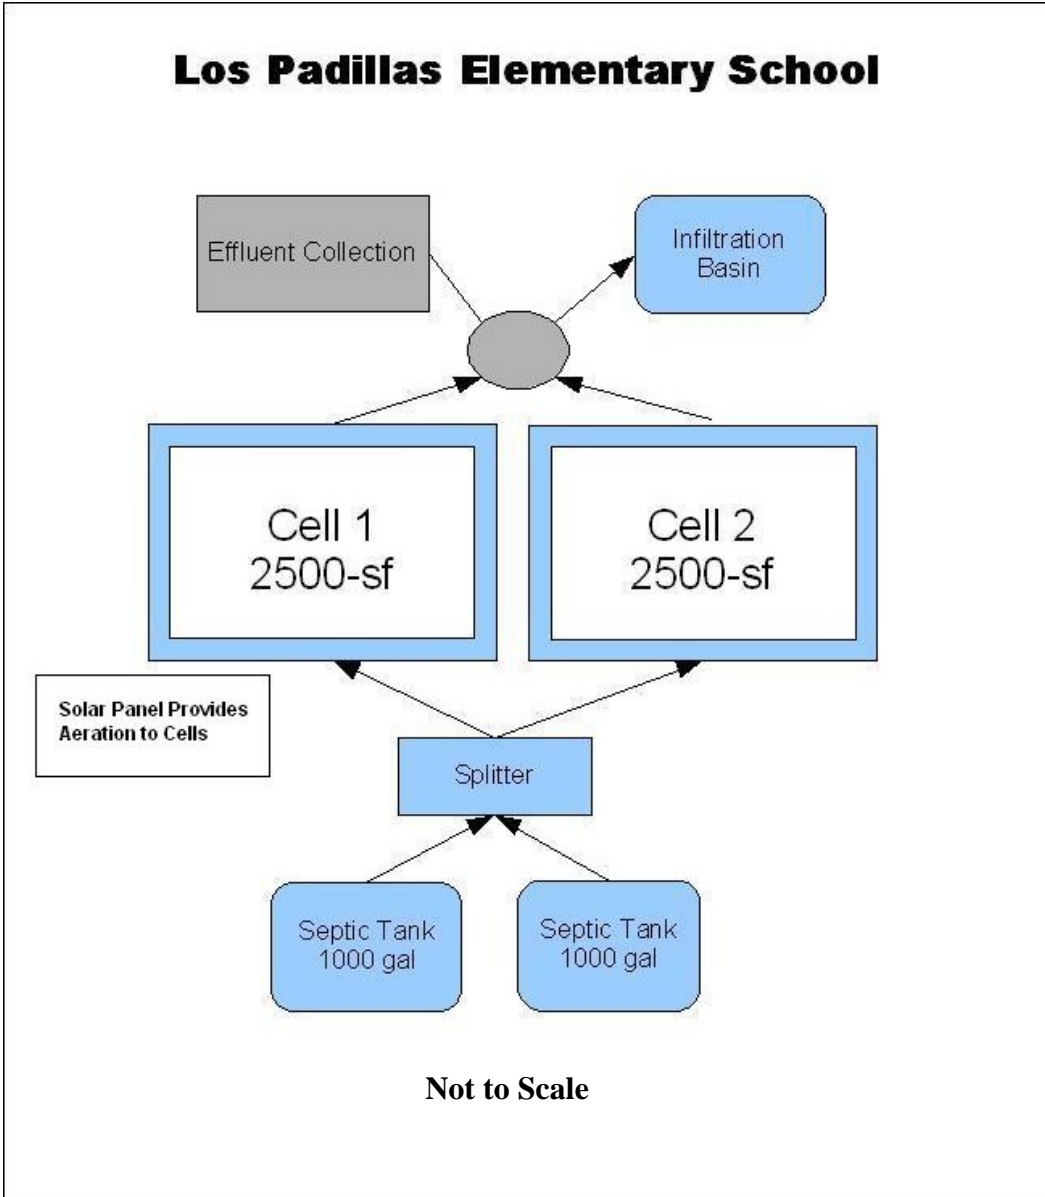 Los Padillas Elementary School
Effluent Collection
Infiltration
Basin
Cell 1
2500-sf
Cell 2
2500-sf
Solar Panel Provides
Aeration to Cells
Splitter
Septic Tank
1000 gal
Septic Tank
1000 gal
Not to Scale